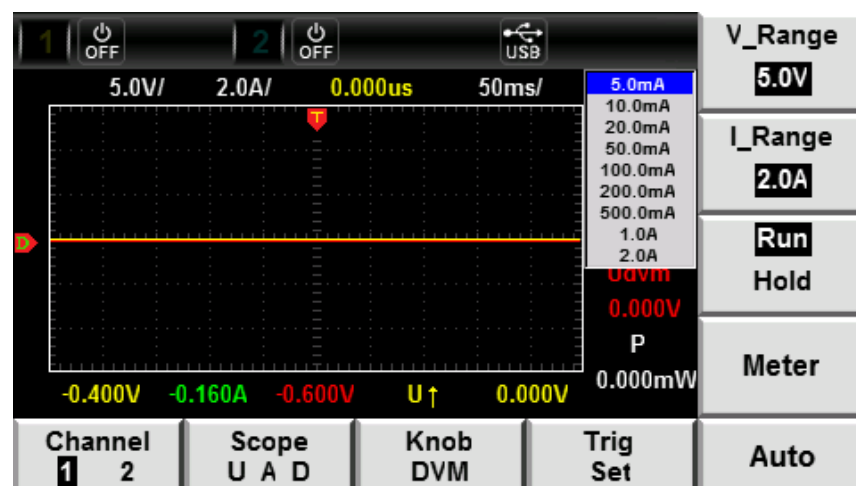 1 OFF 2 OFF USB
5.0V/ 2.0A/ 0.000us 50ms/
T
D
5.0mA
10.0mA
20.0mA
50.0mA
100.0mA
200.0mA
500.0mA
1.0A
2.0A
Udvm
0.000V
P
0.000mW
-0.400V -0.160A -0.600V U↑ 0.000V
V_Range
5.0V
I_Range
2.0A
Run
Hold
Meter
Auto
Channel
1 2
Scope
U A D
Knob
DVM
Trig
Set